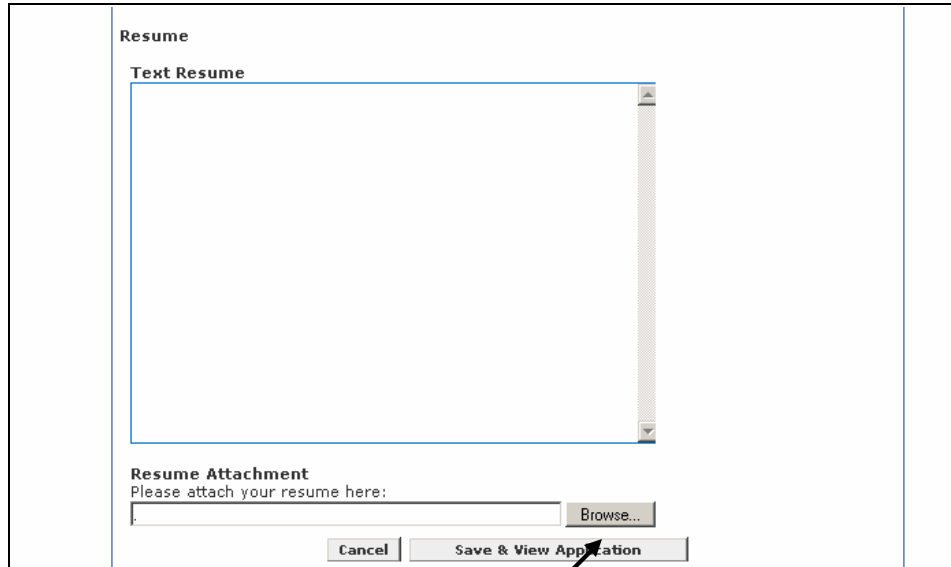 Resume
Text Resume
Resume Attachment
Please attach your resume here:
. Browse...
Cancel Save & View Application